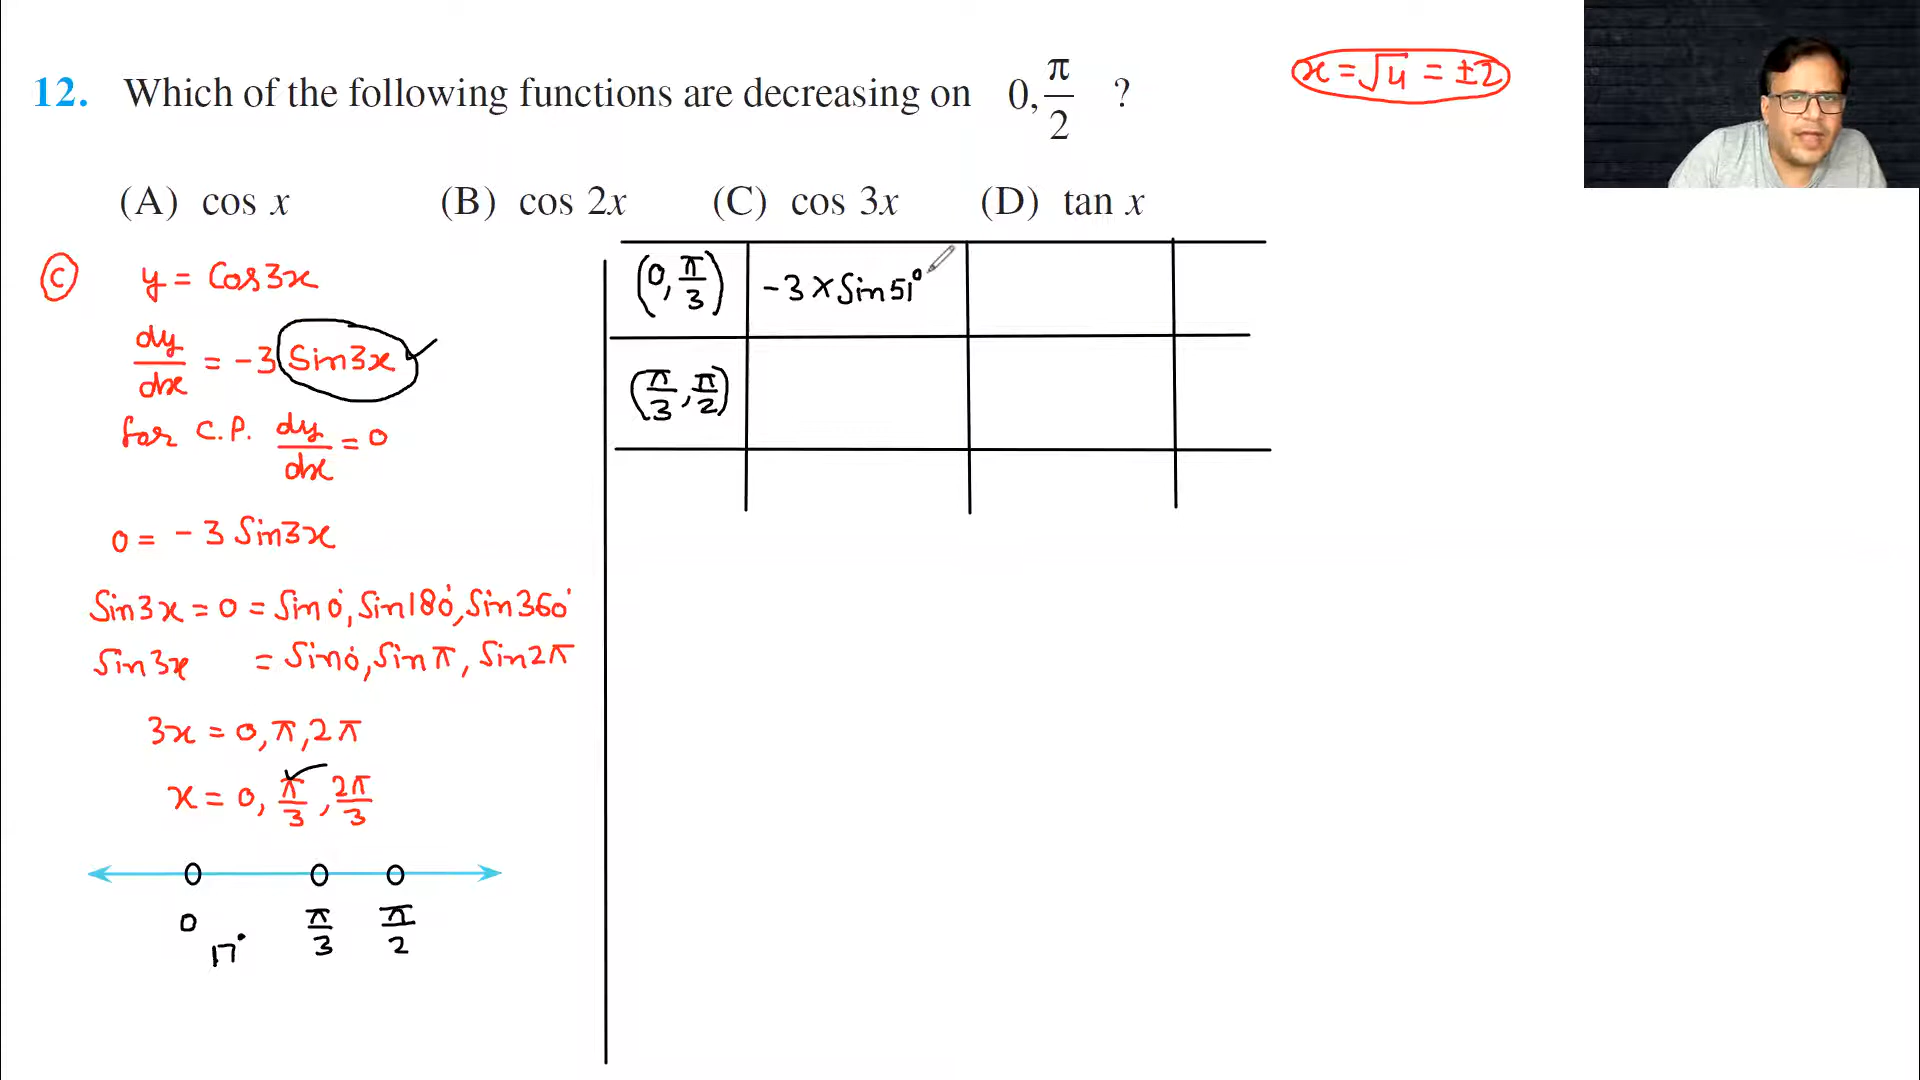 12. Which of the following functions are decreasing on 0, π/2 ?
x = √4 = ±2
(A) cos x (B) cos 2x (C) cos 3x (D) tan x
(C) y = Cos3x
dy/dx = -3 Sin3x ✓
for C.P. dy/dx = 0
0 = -3 Sin3x
Sin3x = 0 = Sin0°, Sin180°, Sin360°
Sin3x = Sin0°, Sinπ, Sin2π
3x = 0, π, 2π
x = 0, π/3, 2π/3
0 π/3 π/2
17°
(0, π/3) -3 × Sin51°
(π/3, π/2)